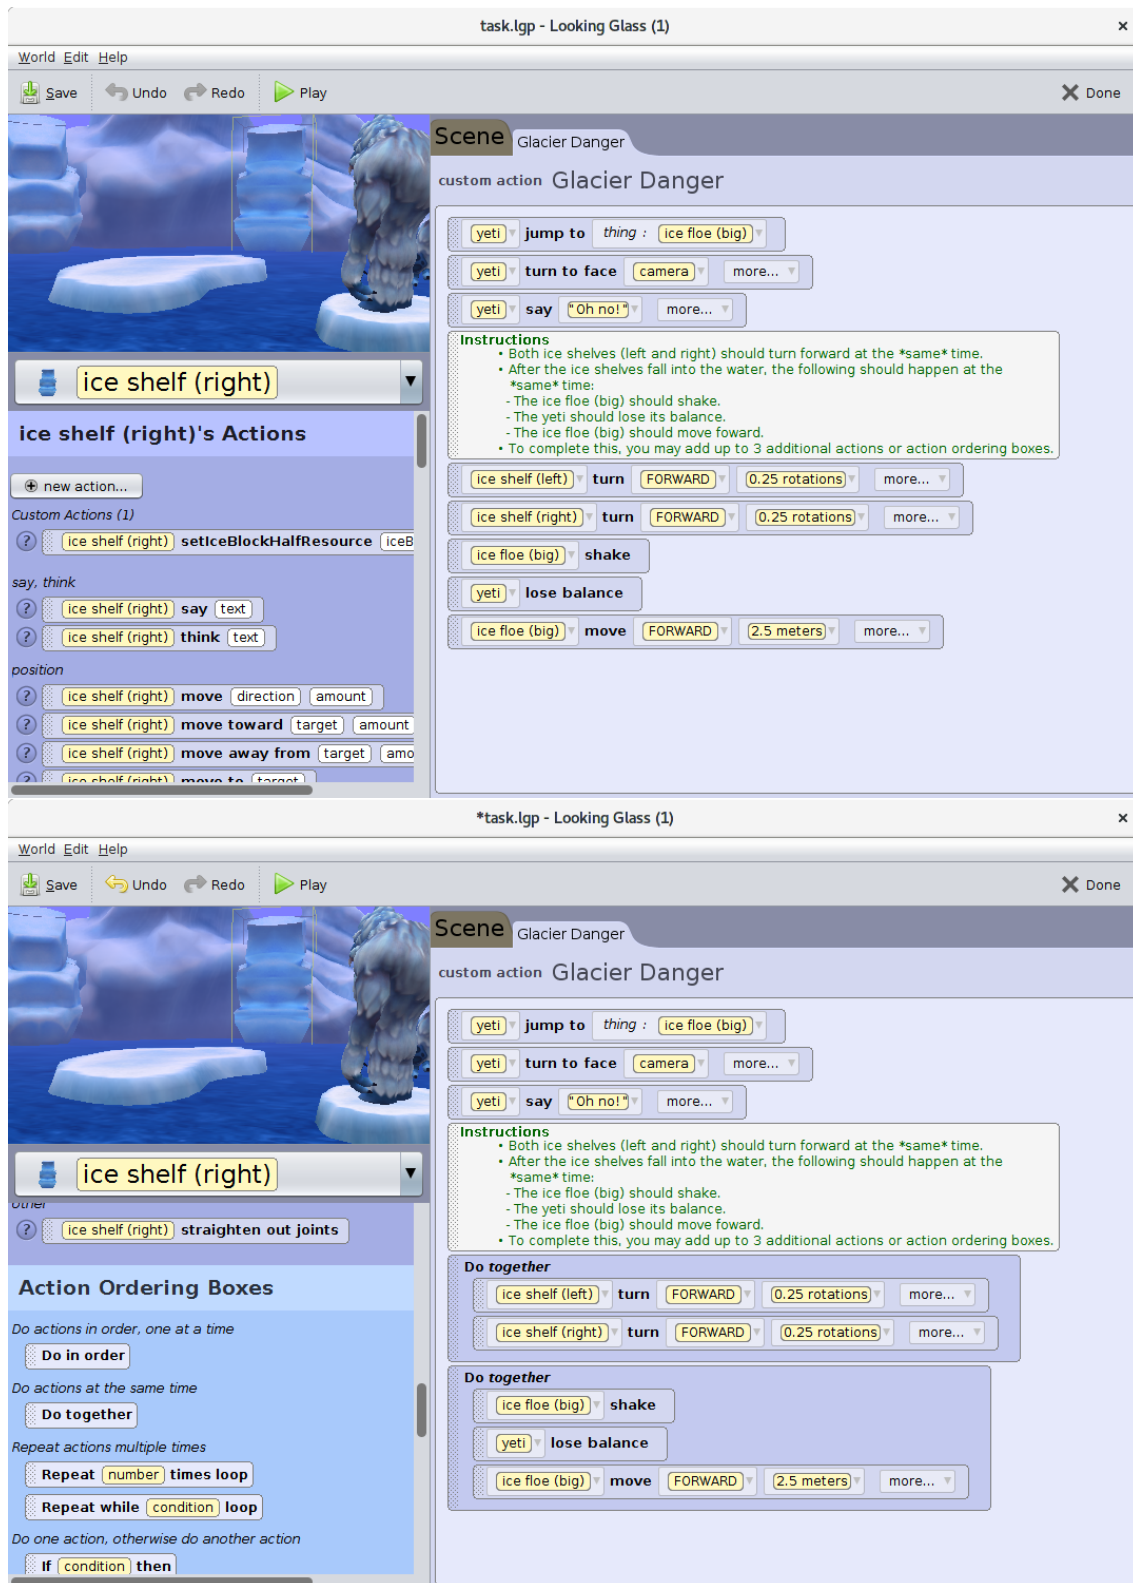 task.lgp - Looking Glass (1) ×
World Edit Help
Save Undo Redo Play Done
Scene Glacier Danger
custom action Glacier Danger
yeti jump to thing : ice floe (big)
yeti turn to face camera more...
yeti say "Oh no!" more...
Instructions
• Both ice shelves (left and right) should turn forward at the *same* time.
• After the ice shelves fall into the water, the following should happen at the
*same* time:
- The ice floe (big) should shake.
- The yeti should lose its balance.
- The ice floe (big) should move foward.
• To complete this, you may add up to 3 additional actions or action ordering boxes.
ice shelf (left) turn FORWARD 0.25 rotations more...
ice shelf (right) turn FORWARD 0.25 rotations more...
ice floe (big) shake
yeti lose balance
ice floe (big) move FORWARD 2.5 meters more...
ice shelf (right)
ice shelf (right)'s Actions
new action...
Custom Actions (1)
? ice shelf (right) setIceBlockHalfResource iceB
say, think
? ice shelf (right) say text
? ice shelf (right) think text
position
? ice shelf (right) move direction amount
? ice shelf (right) move toward target amount
? ice shelf (right) move away from target amo
? ice shelf (right) move to target
*task.lgp - Looking Glass (1) ×
World Edit Help
Save Undo Redo Play Done
Scene Glacier Danger
custom action Glacier Danger
yeti jump to thing : ice floe (big)
yeti turn to face camera more...
yeti say "Oh no!" more...
Instructions
• Both ice shelves (left and right) should turn forward at the *same* time.
• After the ice shelves fall into the water, the following should happen at the
*same* time:
- The ice floe (big) should shake.
- The yeti should lose its balance.
- The ice floe (big) should move foward.
• To complete this, you may add up to 3 additional actions or action ordering boxes.
Do together
ice shelf (left) turn FORWARD 0.25 rotations more...
ice shelf (right) turn FORWARD 0.25 rotations more...
Do together
ice floe (big) shake
yeti lose balance
ice floe (big) move FORWARD 2.5 meters more...
ice shelf (right)
other
? ice shelf (right) straighten out joints
Action Ordering Boxes
Do actions in order, one at a time
Do in order
Do actions at the same time
Do together
Repeat actions multiple times
Repeat number times loop
Repeat while condition loop
Do one action, otherwise do another action
If condition then